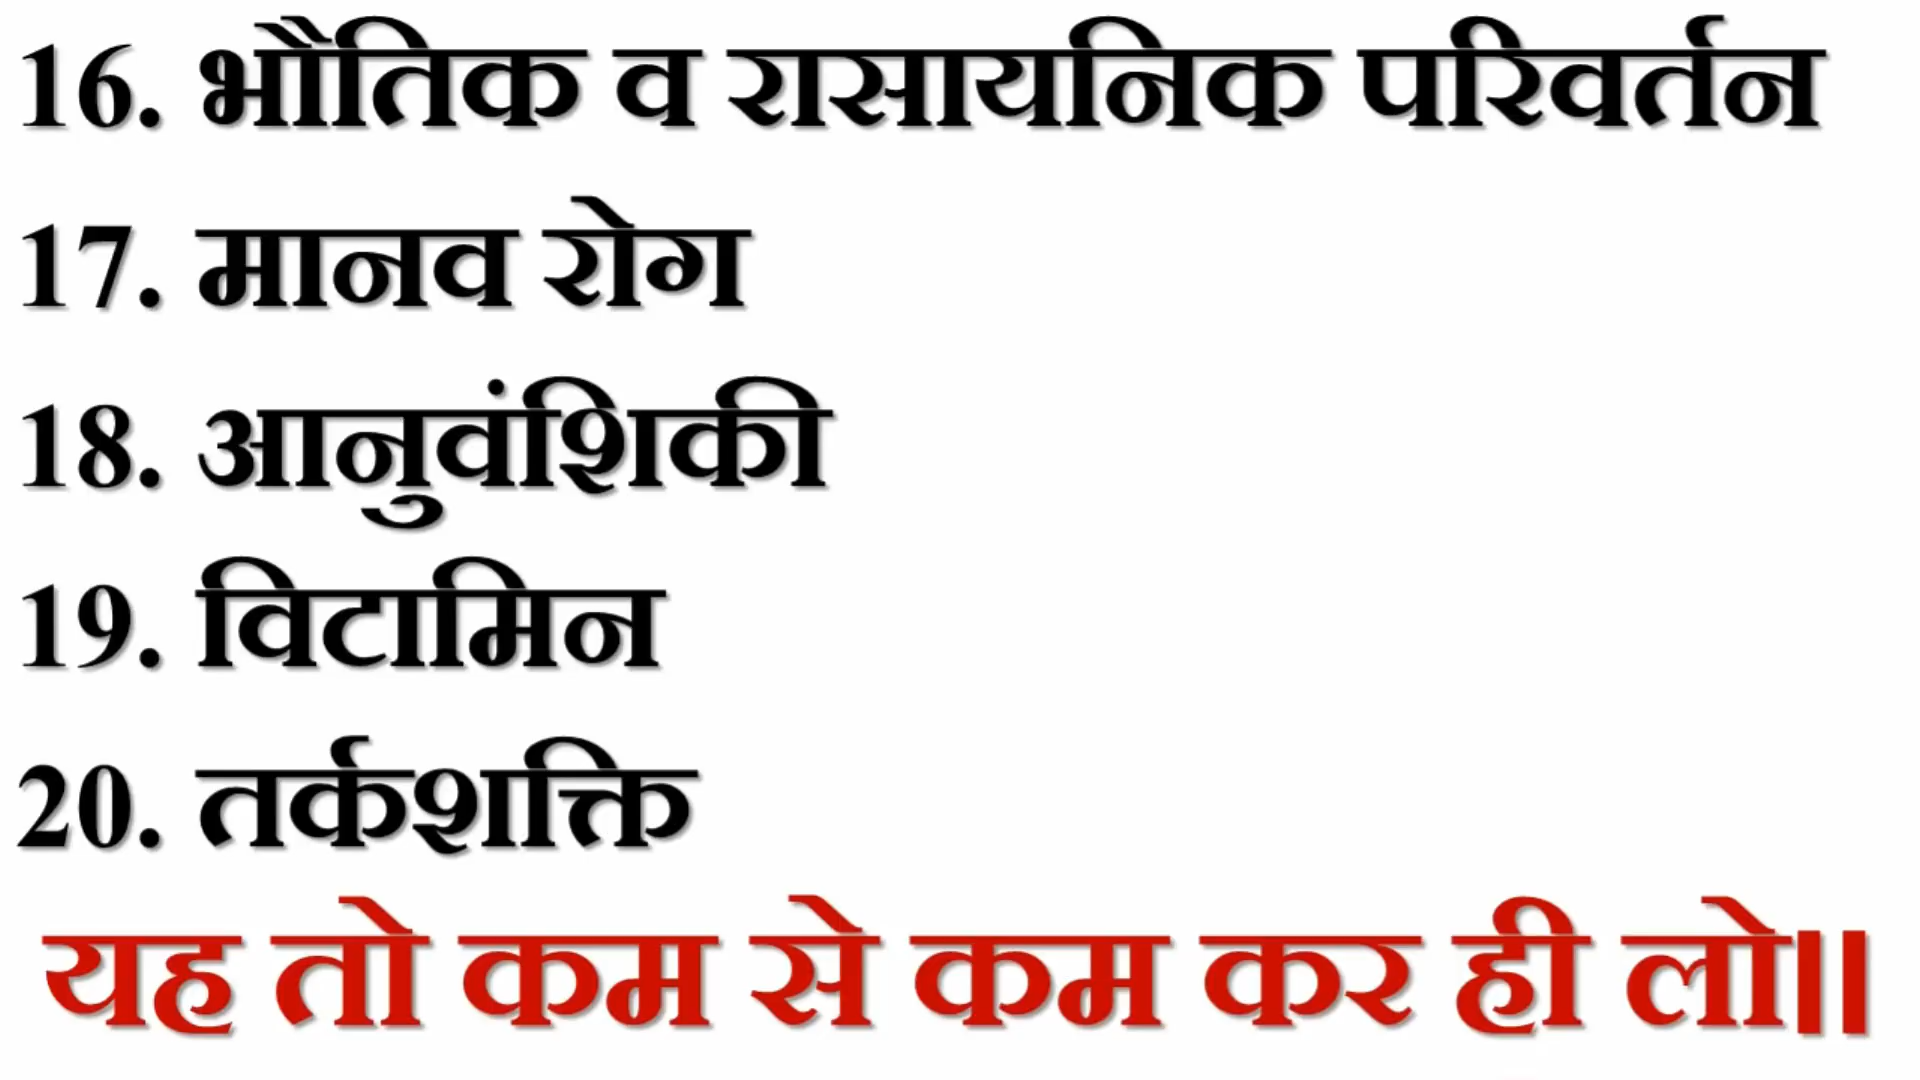 16. भौतिक व रासायनिक परिवर्तन
17. मानव रोग
18. आनुवंशिकी
19. विटामिन
20. तर्कशक्ति
यह तो कम से कम कर ही लो॥